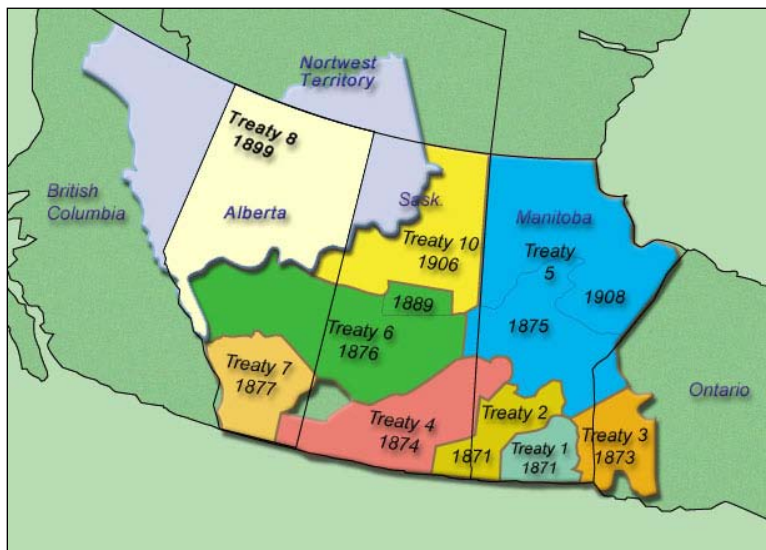 Nortwest
Territory
Treaty 8
1899
British
Columbia
Alberta
Sask.
Manitoba
Treaty 10
1906
Treaty
5
1889
1908
1875
Treaty 6
1876
Treaty 7
1877
Ontario
Treaty 4
1874
Treaty 2
1871
Treaty 1
1871
Treaty 3
1873